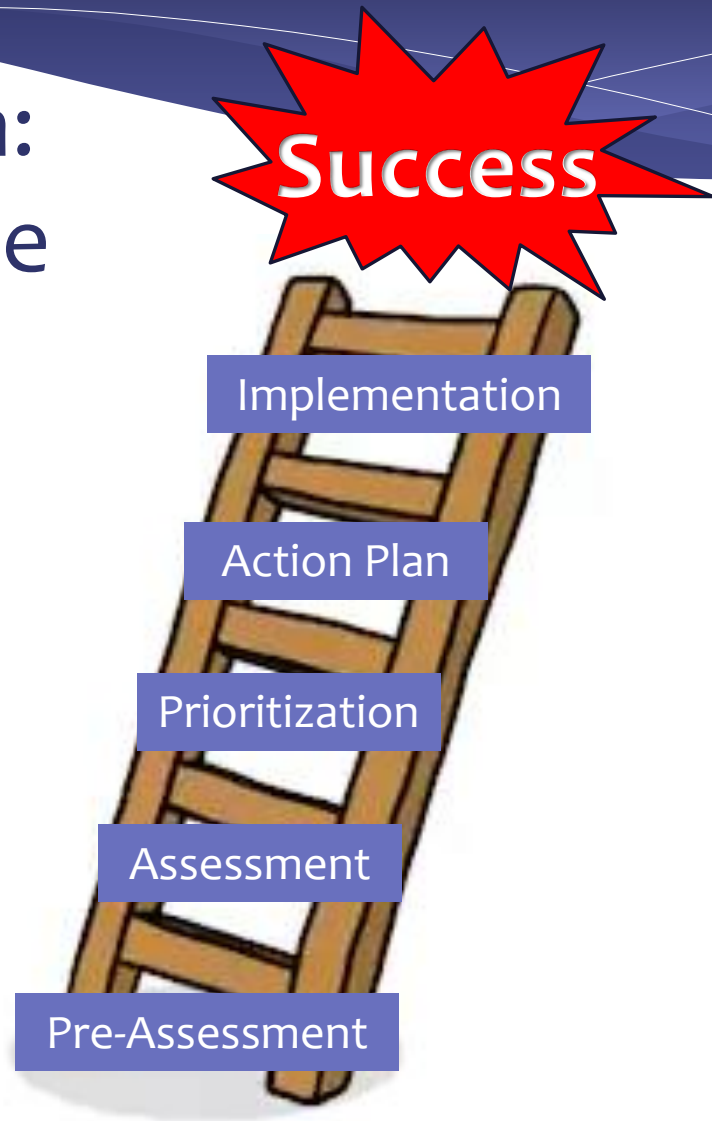 :
e
Success
Implementation
Action Plan
Prioritization
Assessment
Pre-Assessment